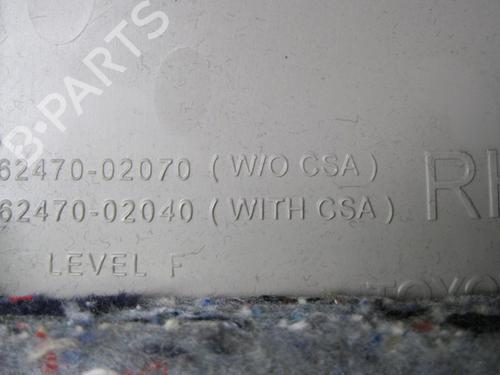 B-PARTS
62470-02070 (W/O CSA)
62470-02040 (WITH CSA)
LEVEL F